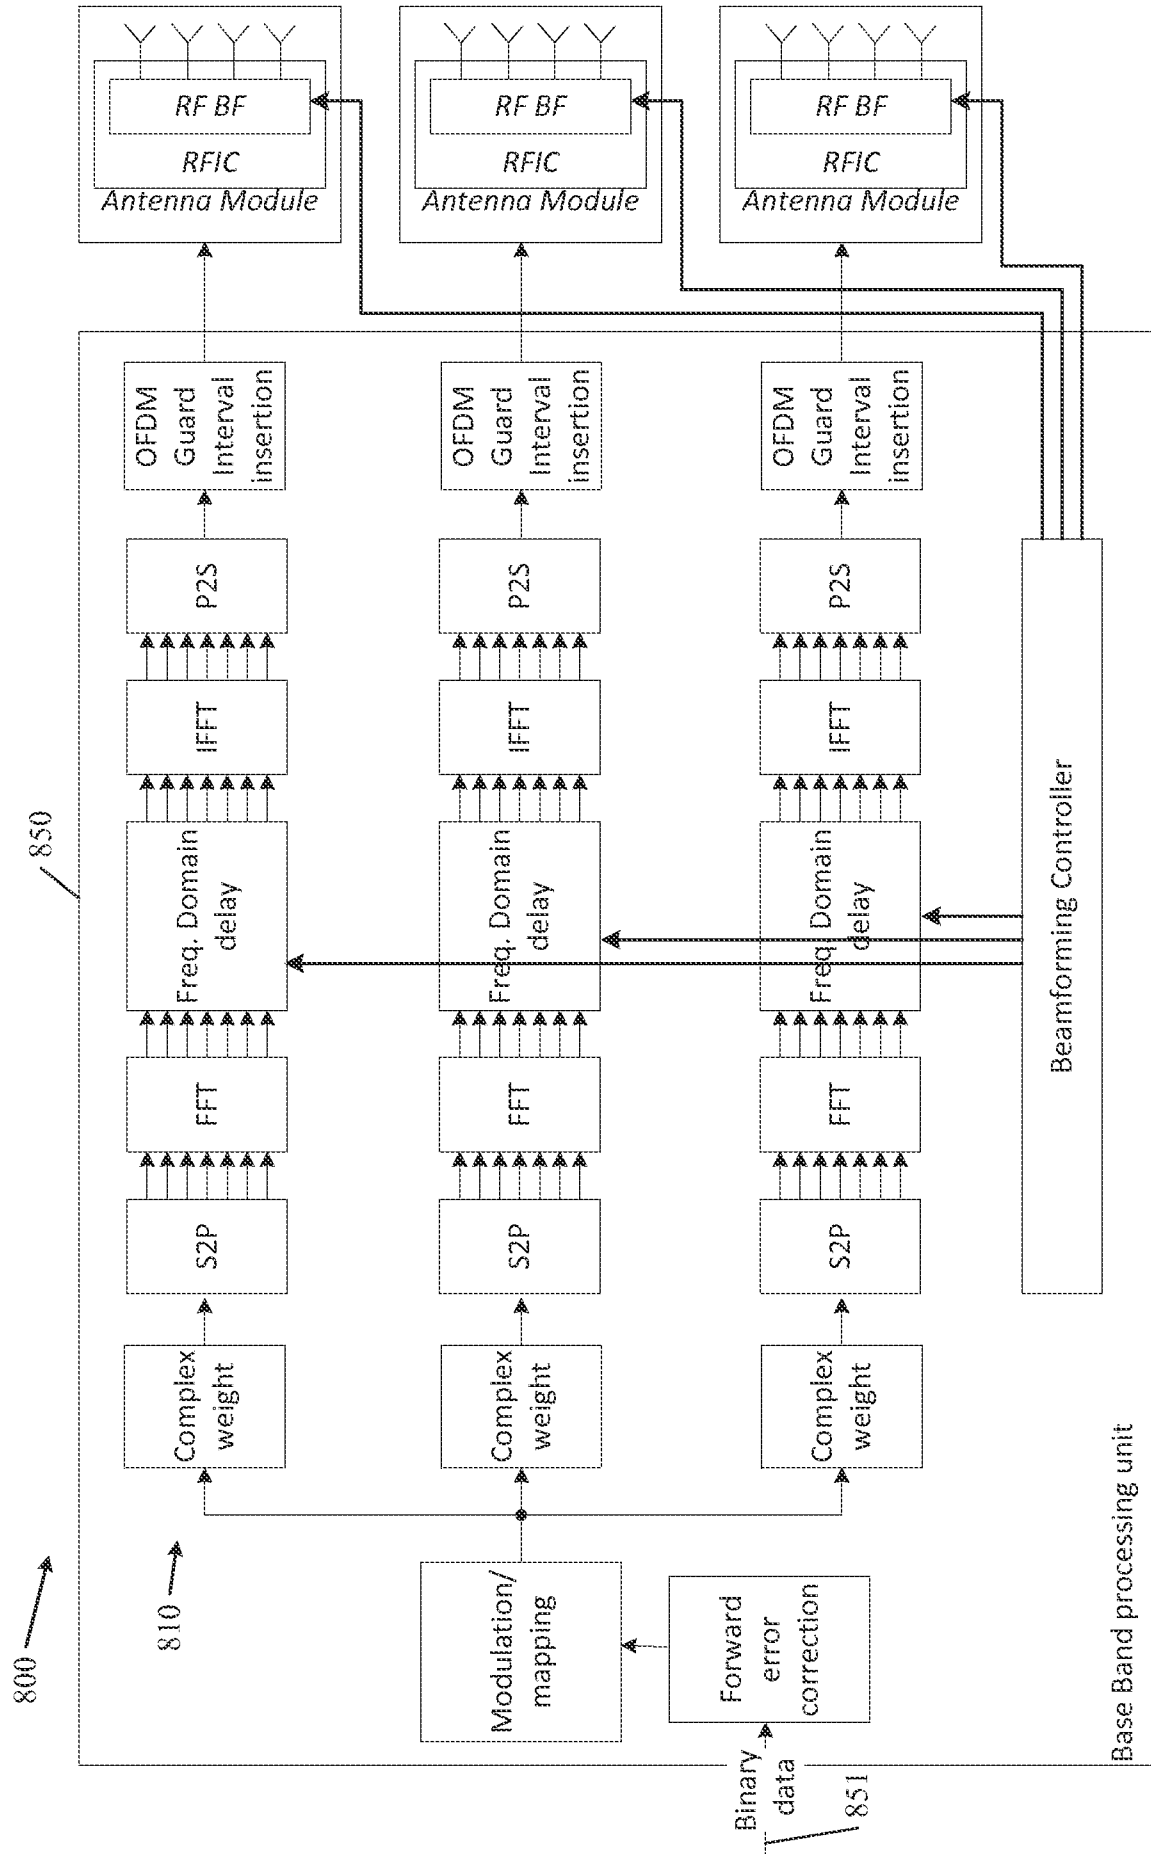 800
810
850
Binary
data
851
Forward
error
correction
Modulation/
mapping
Complex
weight
S2P
FFT
Freq. Domain
delay
IFFT
P2S
OFDM
Guard
Interval
insertion
RF BF
RFIC
Antenna Module
Complex
weight
S2P
FFT
Freq. Domain
delay
IFFT
P2S
OFDM
Guard
Interval
insertion
RF BF
RFIC
Antenna Module
Complex
weight
S2P
FFT
Freq. Domain
delay
IFFT
P2S
OFDM
Guard
Interval
insertion
RF BF
RFIC
Antenna Module
Beamforming Controller
Base Band processing unit